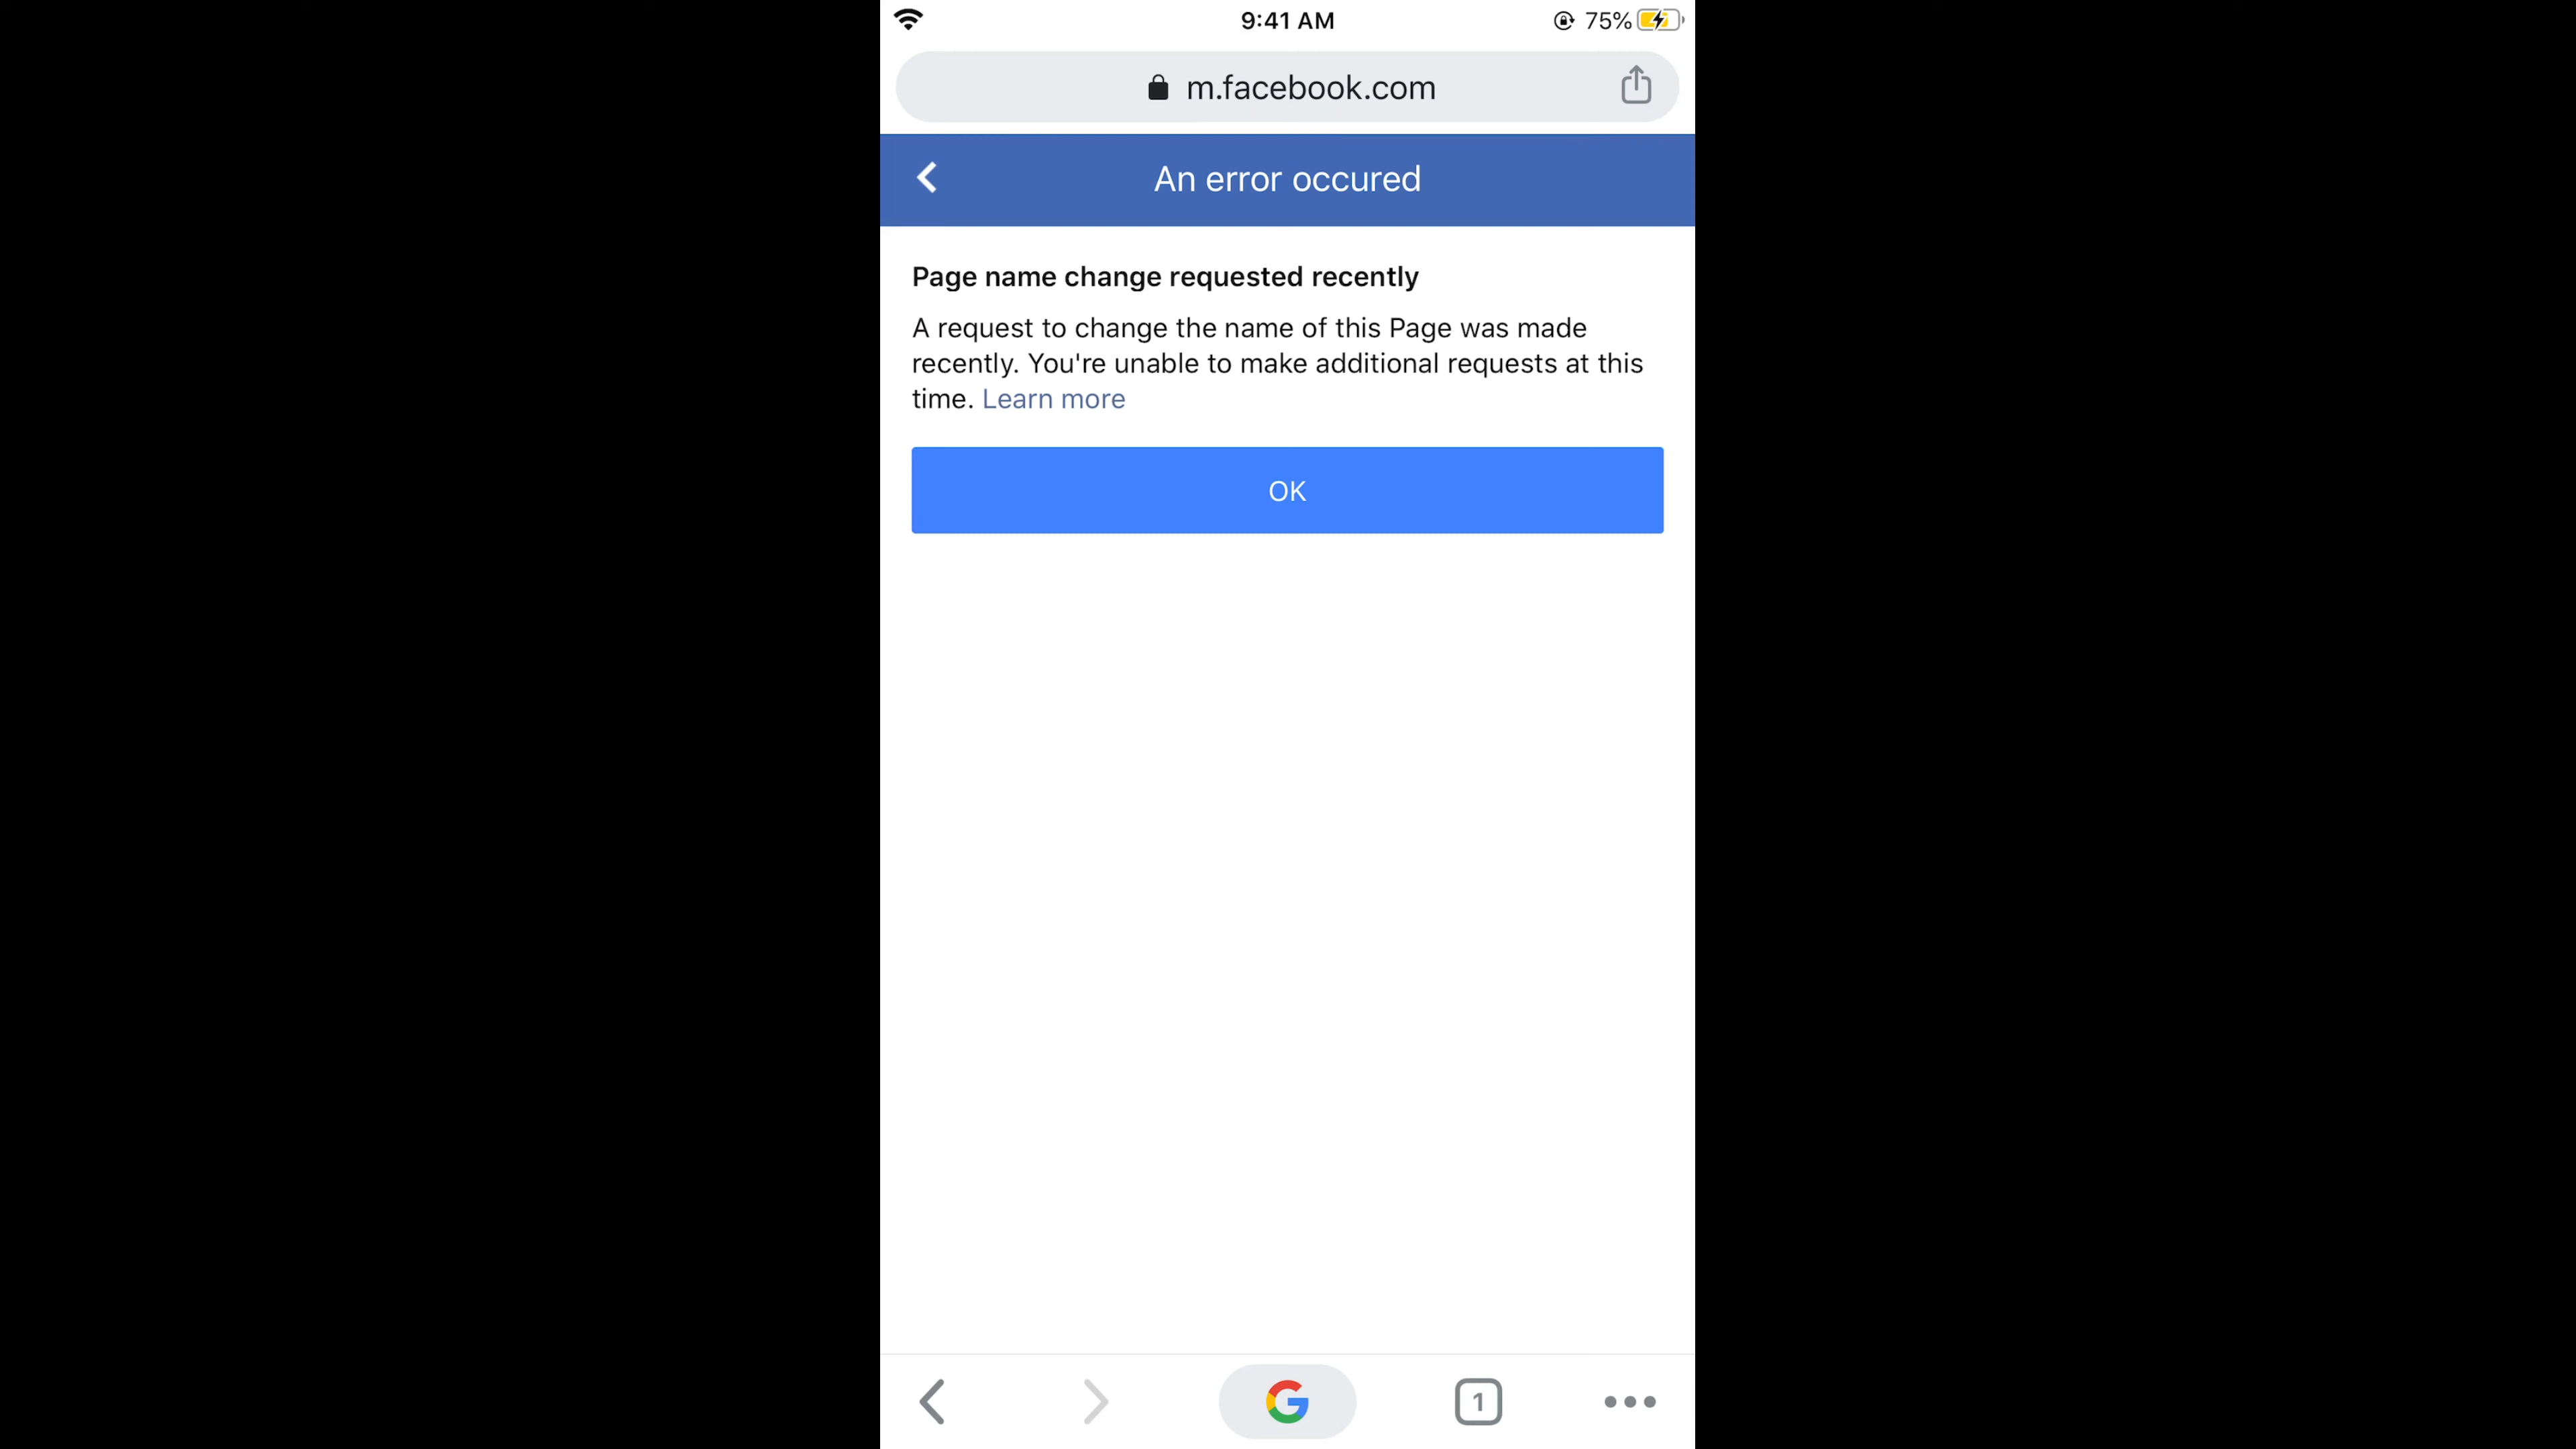 9:41 AM
75%
m.facebook.com
An error occured
Page name change requested recently
A request to change the name of this Page was made
recently. You're unable to make additional requests at this
time. Learn more
OK
1